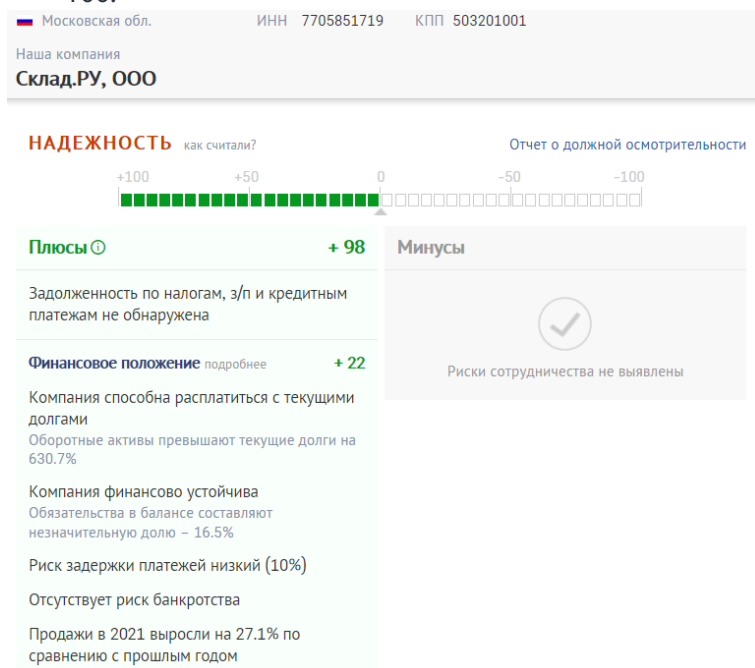 Московская обл. ИНН 7705851719 КПП 503201001
Наша компания
Склад.РУ, ООО
НАДЕЖНОСТЬ как считали? Отчет о должной осмотрительности
+100 +50 0 -50 -100
Плюсы + 98
Минусы
Задолженность по налогам, з/п и кредитным
платежам не обнаружена
Финансовое положение подробнее + 22
Риски сотрудничества не выявлены
Компания способна расплатиться с текущими
долгами
Оборотные активы превышают текущие долги на
630.7%
Компания финансово устойчива
Обязательства в балансе составляют
незначительную долю – 16.5%
Риск задержки платежей низкий (10%)
Отсутствует риск банкротства
Продажи в 2021 выросли на 27.1% по
сравнению с прошлым годом